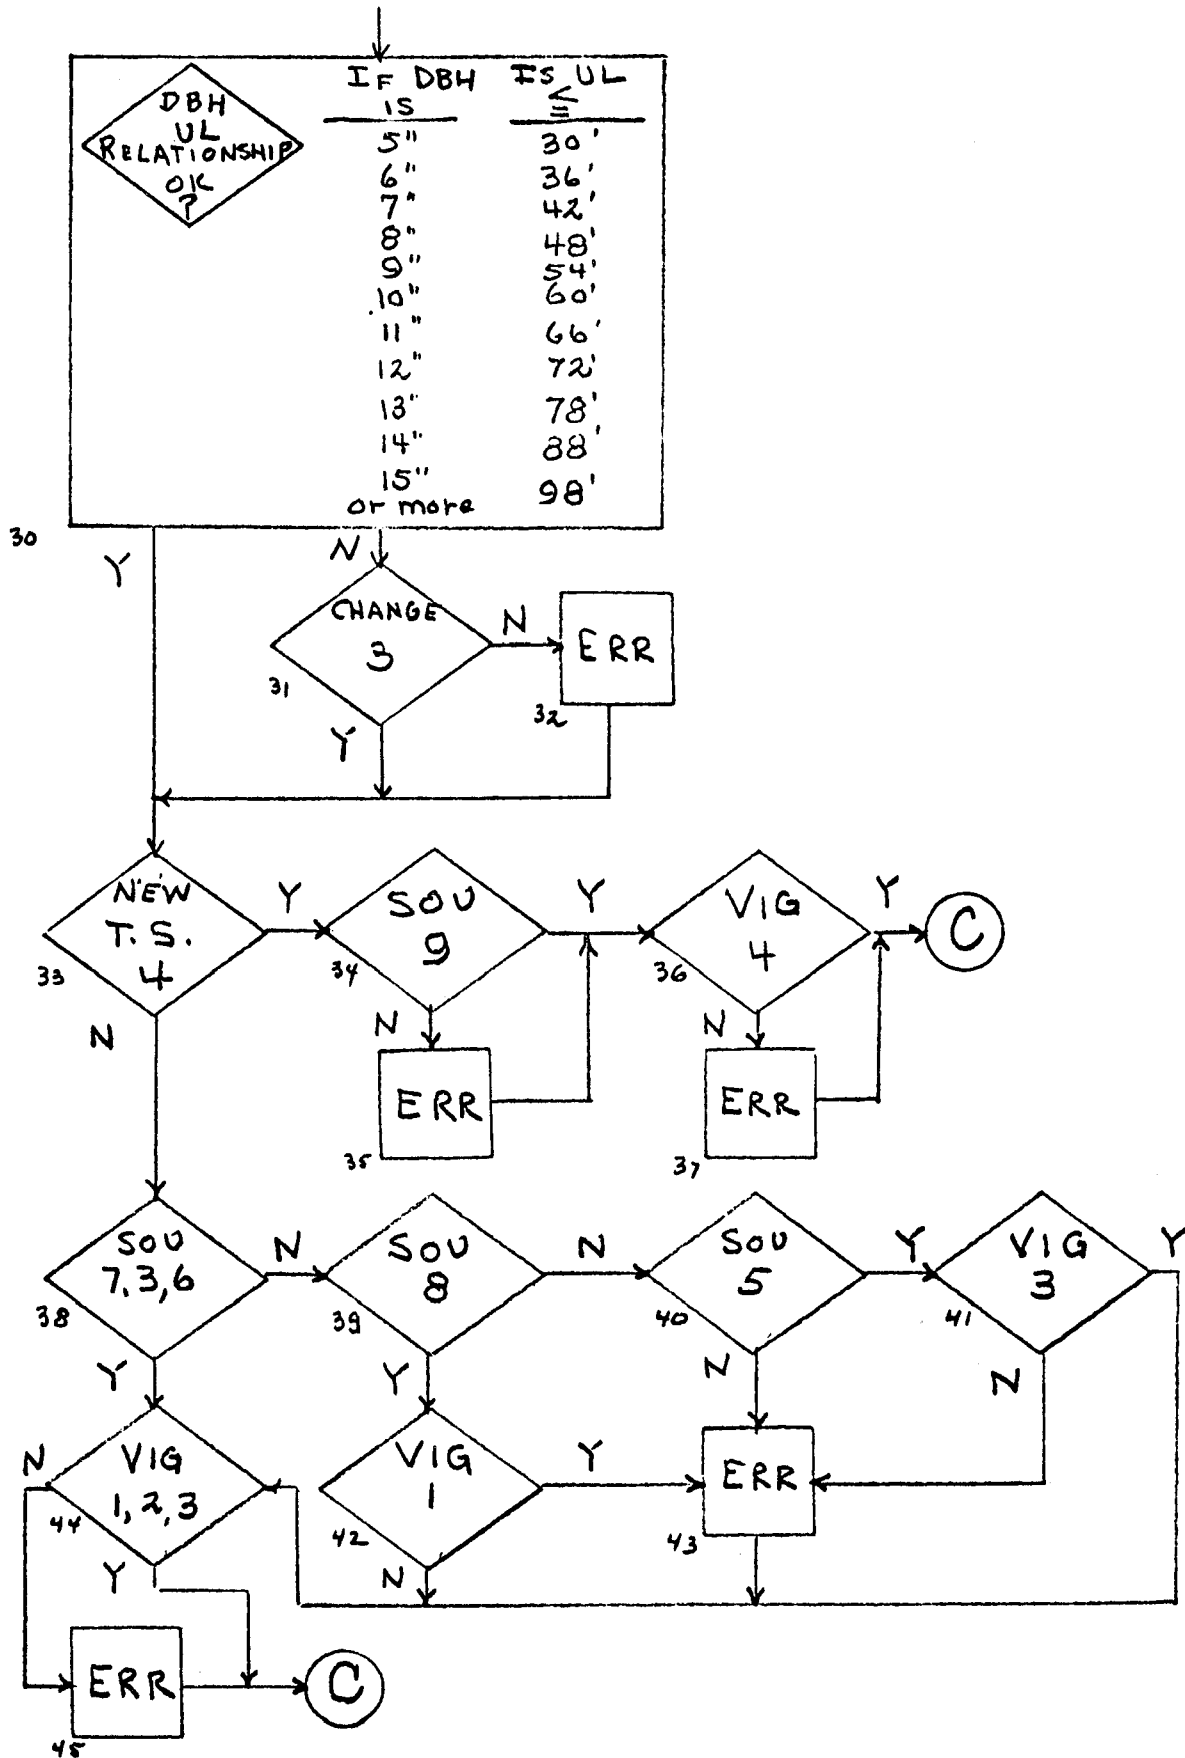 DBH
UL
RELATIONSHIP
OK
?
IF DBH IS UL
IS ≤
5" 30'
6" 36'
7" 42'
8" 48'
9" 54'
10" 60'
11" 66'
12" 72'
13" 78'
14" 88'
15" 98'
or more
30
Y
N
CHANGE
3
31
N
ERR
32
Y
NEW
T.S.
4
33
Y
SOU
9
34
Y
VIG
4
36
Y
C
N
N
ERR
35
N
ERR
37
SOU
7,3,6
38
N
SOU
8
39
N
SOU
5
40
Y
VIG
3
41
Y
Y
Y
N
N
N
VIG
1,2,3
44
VIG
1
42
Y
ERR
43
Y
N
ERR
45
C